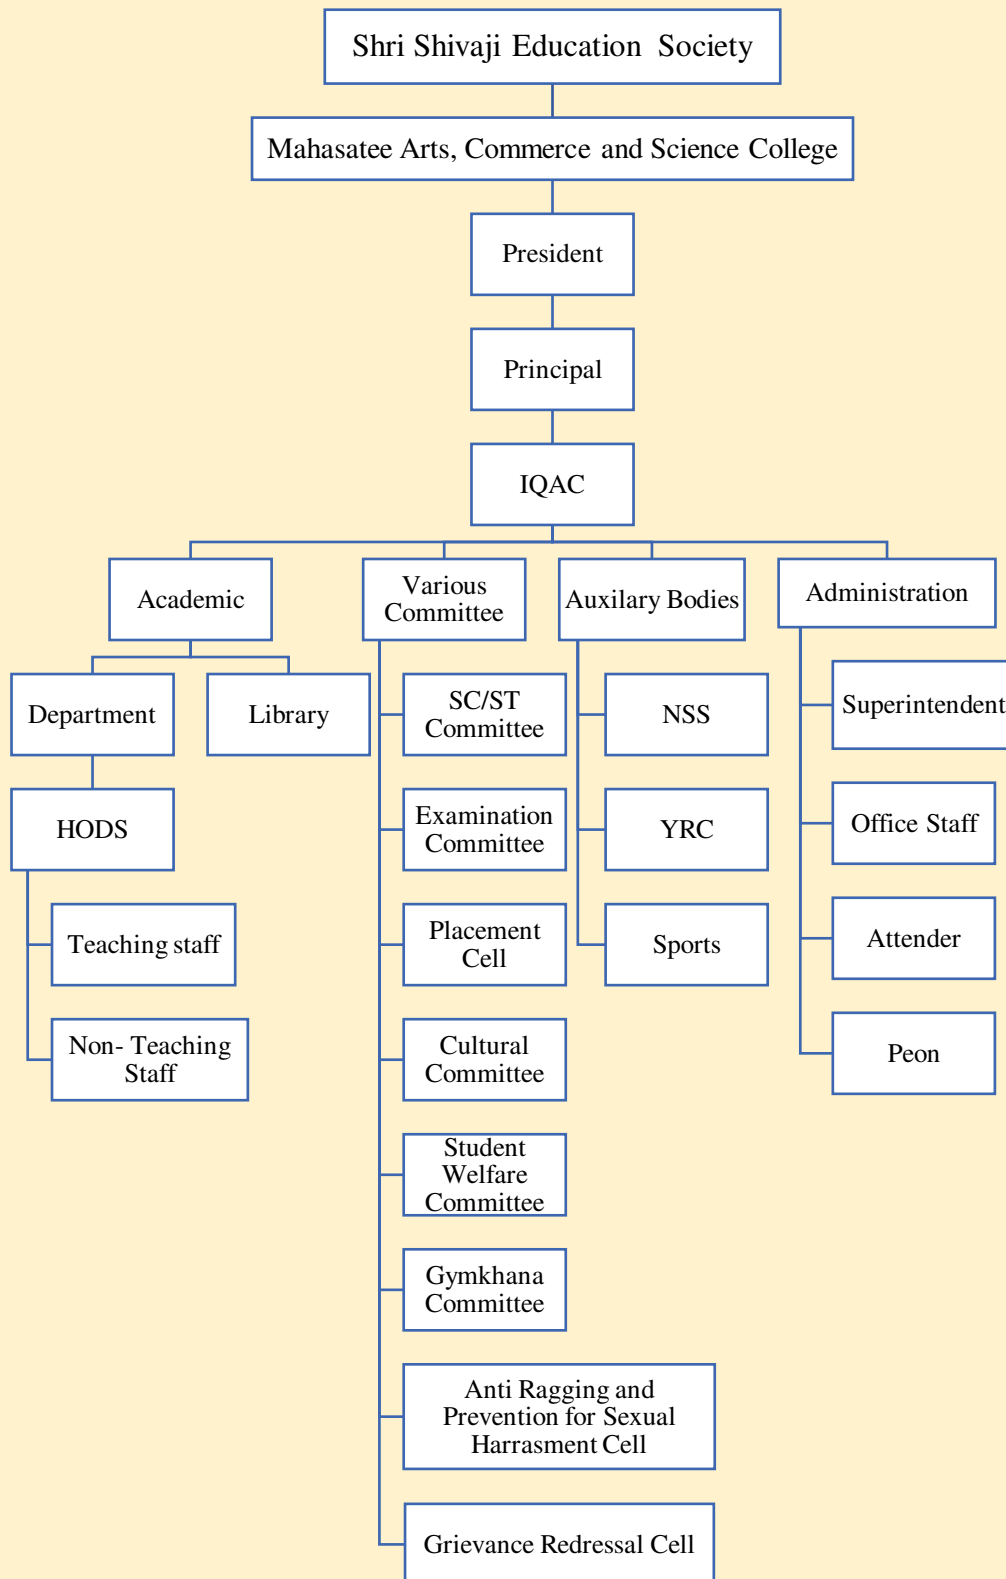 Shri Shivaji Education Society
Mahasatee Arts, Commerce and Science College
President
Principal
IQAC
Academic
Various
Committee
Auxilary Bodies
Administration
Department
Library
HODS
Teaching staff
Non- Teaching
Staff
SC/ST
Committee
Examination
Committee
Placement
Cell
Cultural
Committee
Student
Welfare
Committee
Gymkhana
Committee
Anti Ragging and
Prevention for Sexual
Harrasment Cell
Grievance Redressal Cell
NSS
YRC
Sports
Superintendent
Office Staff
Attender
Peon